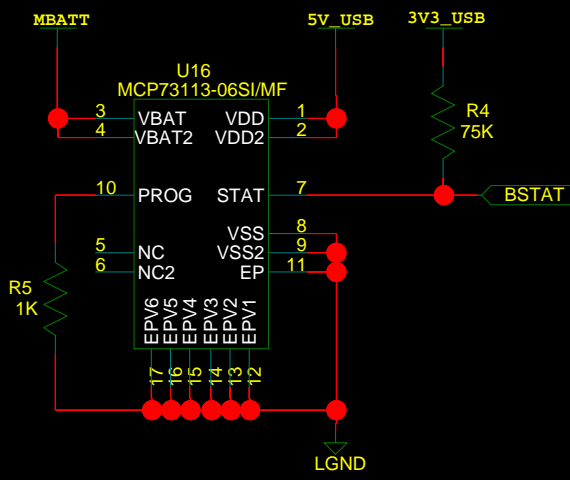 MBATT
5V_USB
3V3_USB
U16
MCP73113-06SI/MF
3
VBAT
VDD
1
4
VBAT2
VDD2
2
R4
75K
10
PROG
STAT
7
BSTAT
VSS
8
5
NC
VSS2
9
6
NC2
EP
11
R5
1K
EPV6
EPV5
EPV4
EPV3
EPV2
EPV1
17
16
15
14
13
12
LGND